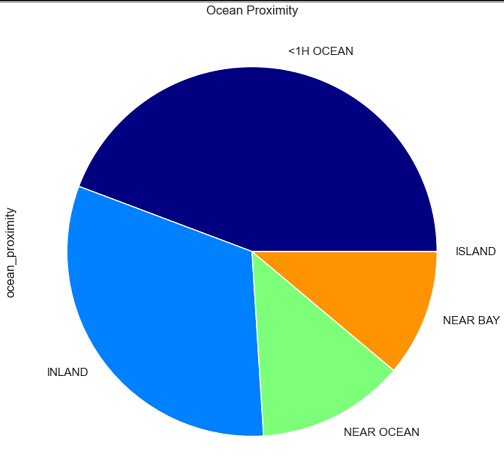 Ocean Proximity
<1H OCEAN
ocean_proximity
ISLAND
NEAR BAY
INLAND
NEAR OCEAN